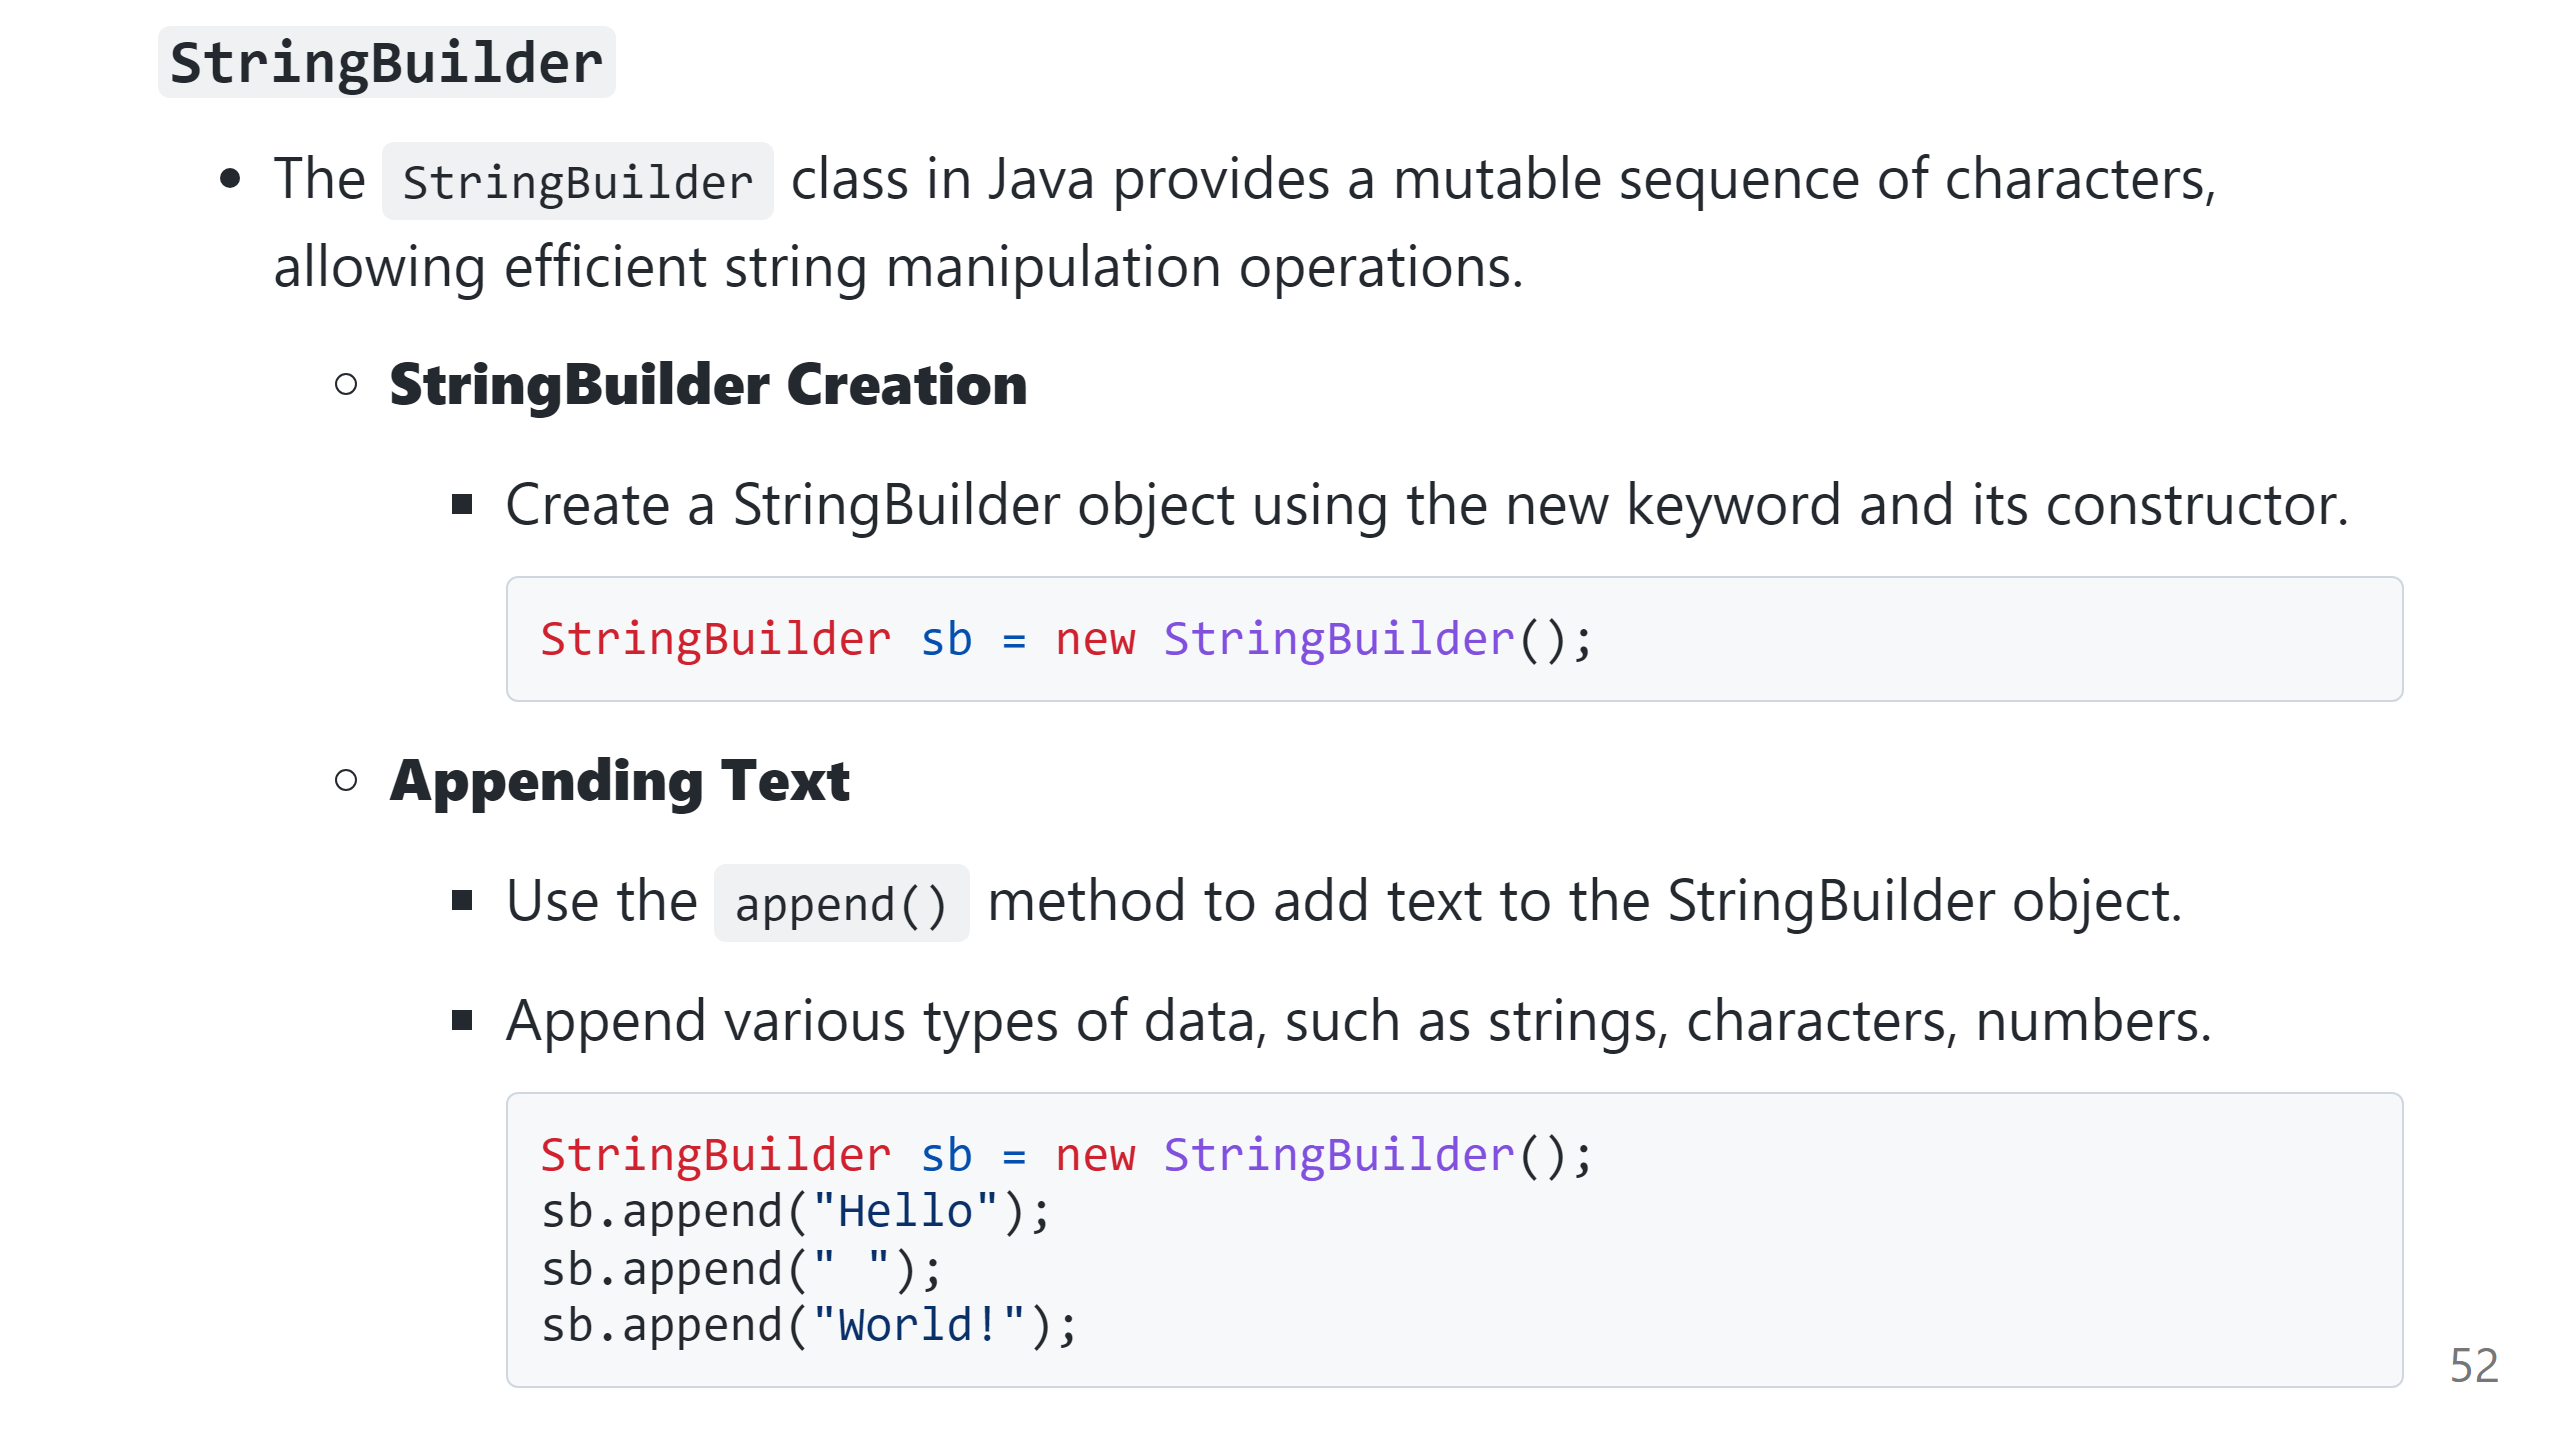 StringBuilder
The StringBuilder class in Java provides a mutable sequence of characters,
allowing efficient string manipulation operations.
StringBuilder Creation
Create a StringBuilder object using the new keyword and its constructor.
StringBuilder sb = new StringBuilder();
Appending Text
Use the append() method to add text to the StringBuilder object.
Append various types of data, such as strings, characters, numbers.
StringBuilder sb = new StringBuilder();
sb.append("Hello");
sb.append(" ");
sb.append("World!");
52